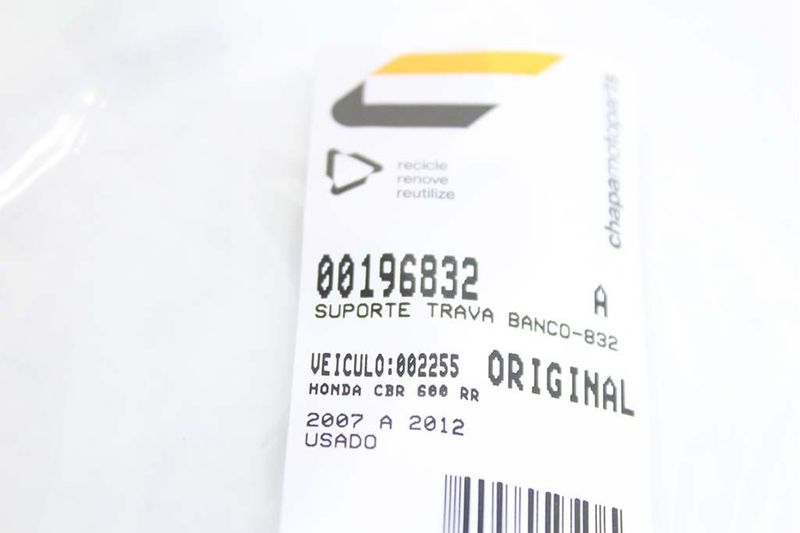 recicle
renove
reutilize
chapamotoparts
00196832
A
SUPORTE TRAVA BANCO-832
VEICULO:002255
ORIGINAL
HONDA CBR 600 RR
2007 A 2012
USADO